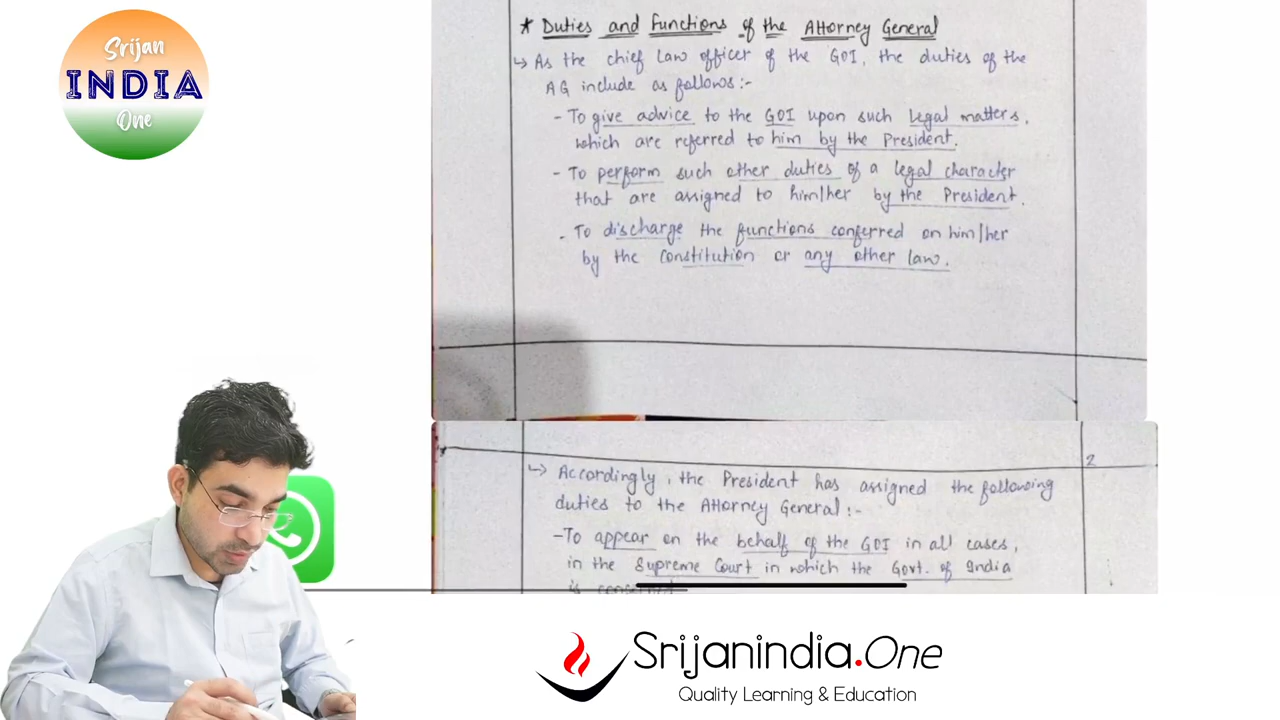 Srijan
INDIA
One
* Duties and functions of the Attorney General
↳ As the chief law officer of the GOI, the duties of the
AG include as follows:-
- To give advice to the GOI upon such legal matters,
which are referred to him by the President.
- To perform such other duties of a legal character
that are assigned to him/her by the President.
- To discharge the functions conferred on him/her
by the Constitution or any other law.
2
↳ Accordingly, the President has assigned the following
duties to the Attorney General:-
- To appear on the behalf of the GOI in all cases,
in the Supreme Court in which the Govt. of India
is concerned
Srijanindia.One
Quality Learning & Education